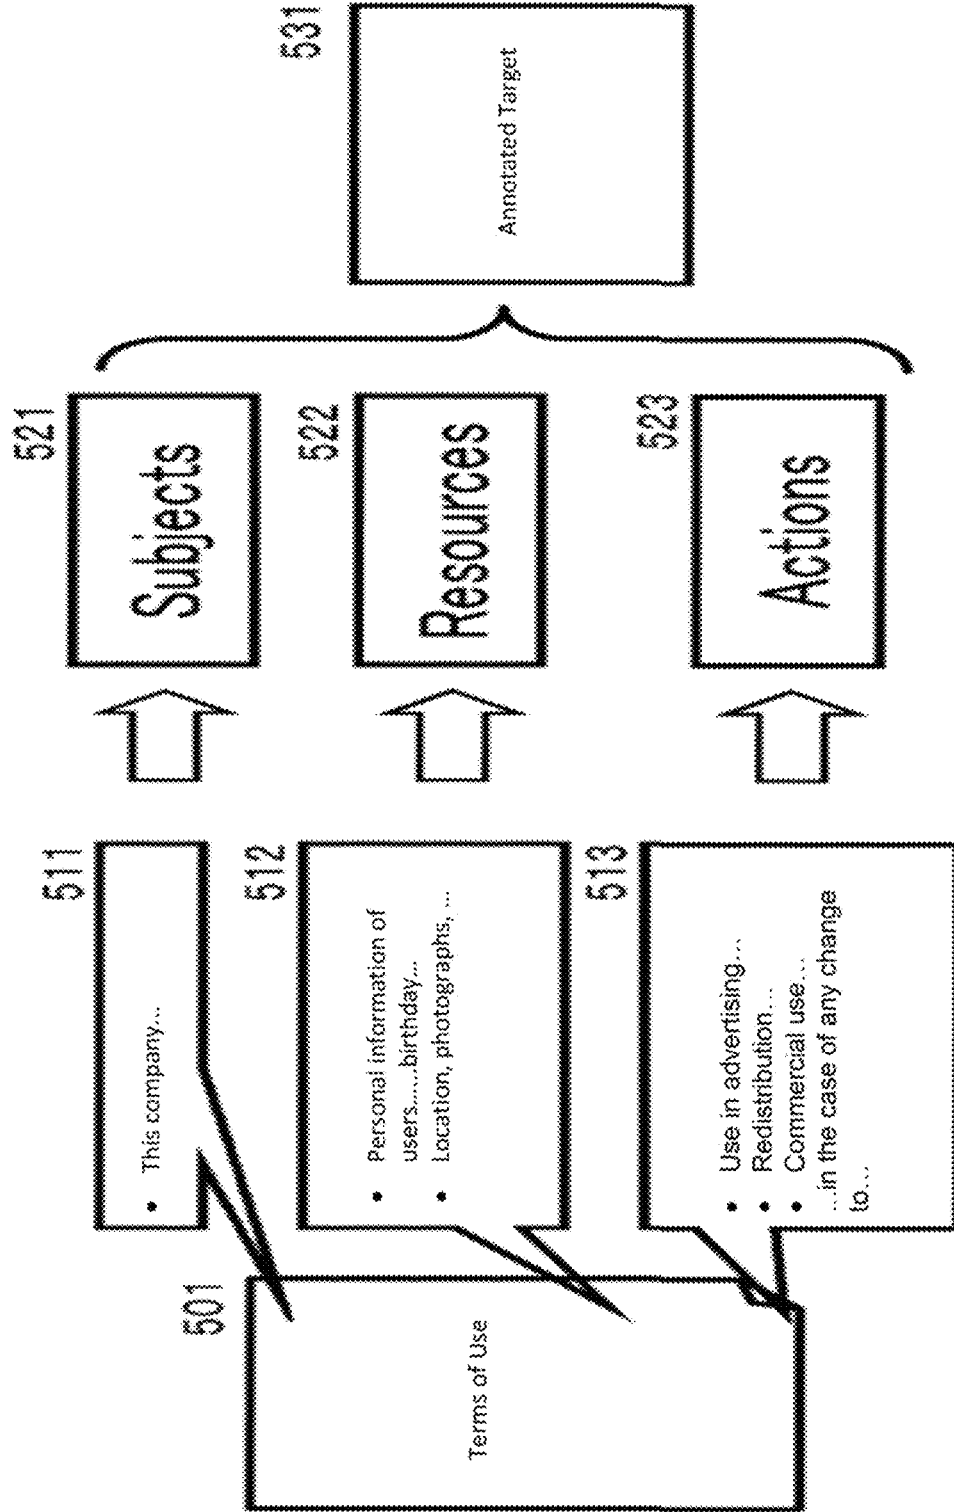 501
Terms of Use
511
• This company...
512
• Personal information of
users......birthday...
• Location, photographs, ...
513
• Use in advertising...
• Redistribution...
• Commercial use...
...in the case of any change
to...
521
Subjects
522
Resources
523
Actions
531
Annotated Target